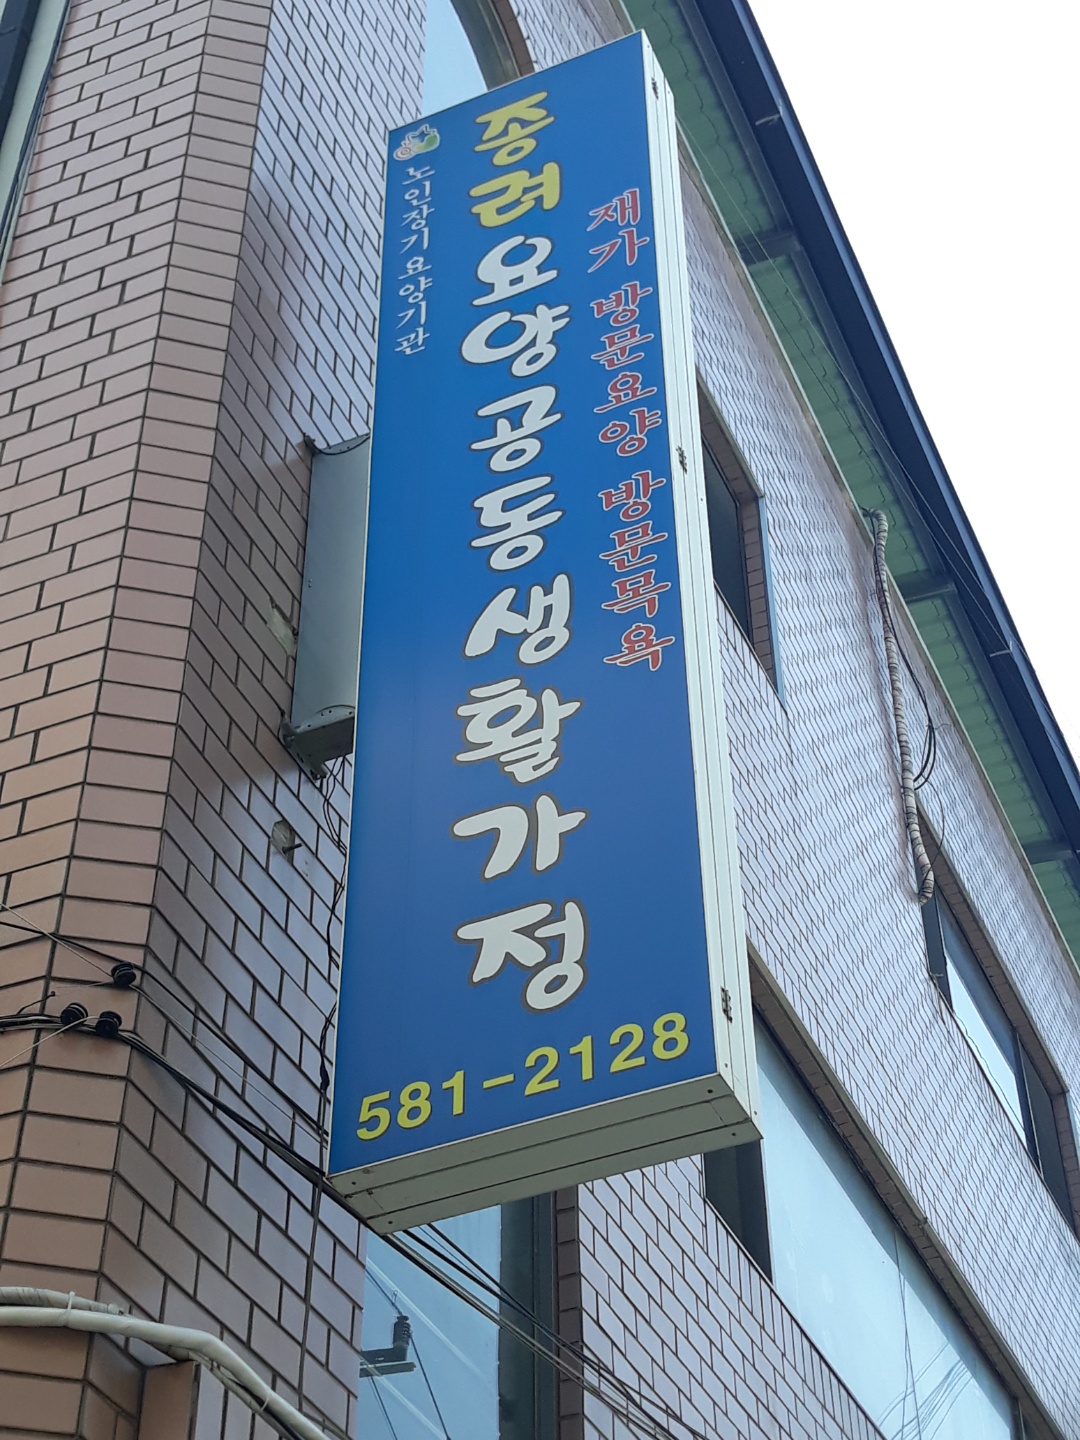 노인장기요양기관
종려요양공동생활가정
재가 방문요양 방문목욕
581-2128